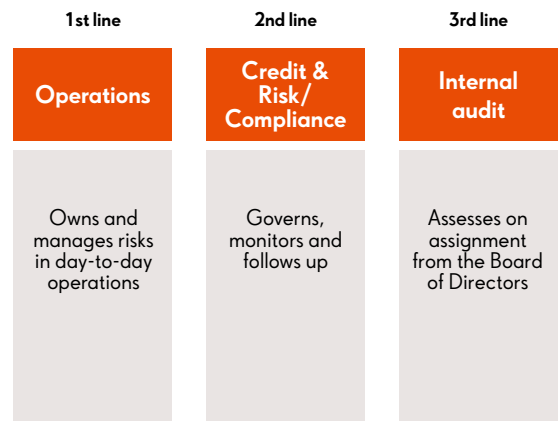 1st line
2nd line
3rd line
Operations
Credit &
Risk/
Compliance
Internal
audit
Owns and
manages risks
in day-to-day
operations
Governs,
monitors and
follows up
Assesses on
assignment
from the Board
of Directors